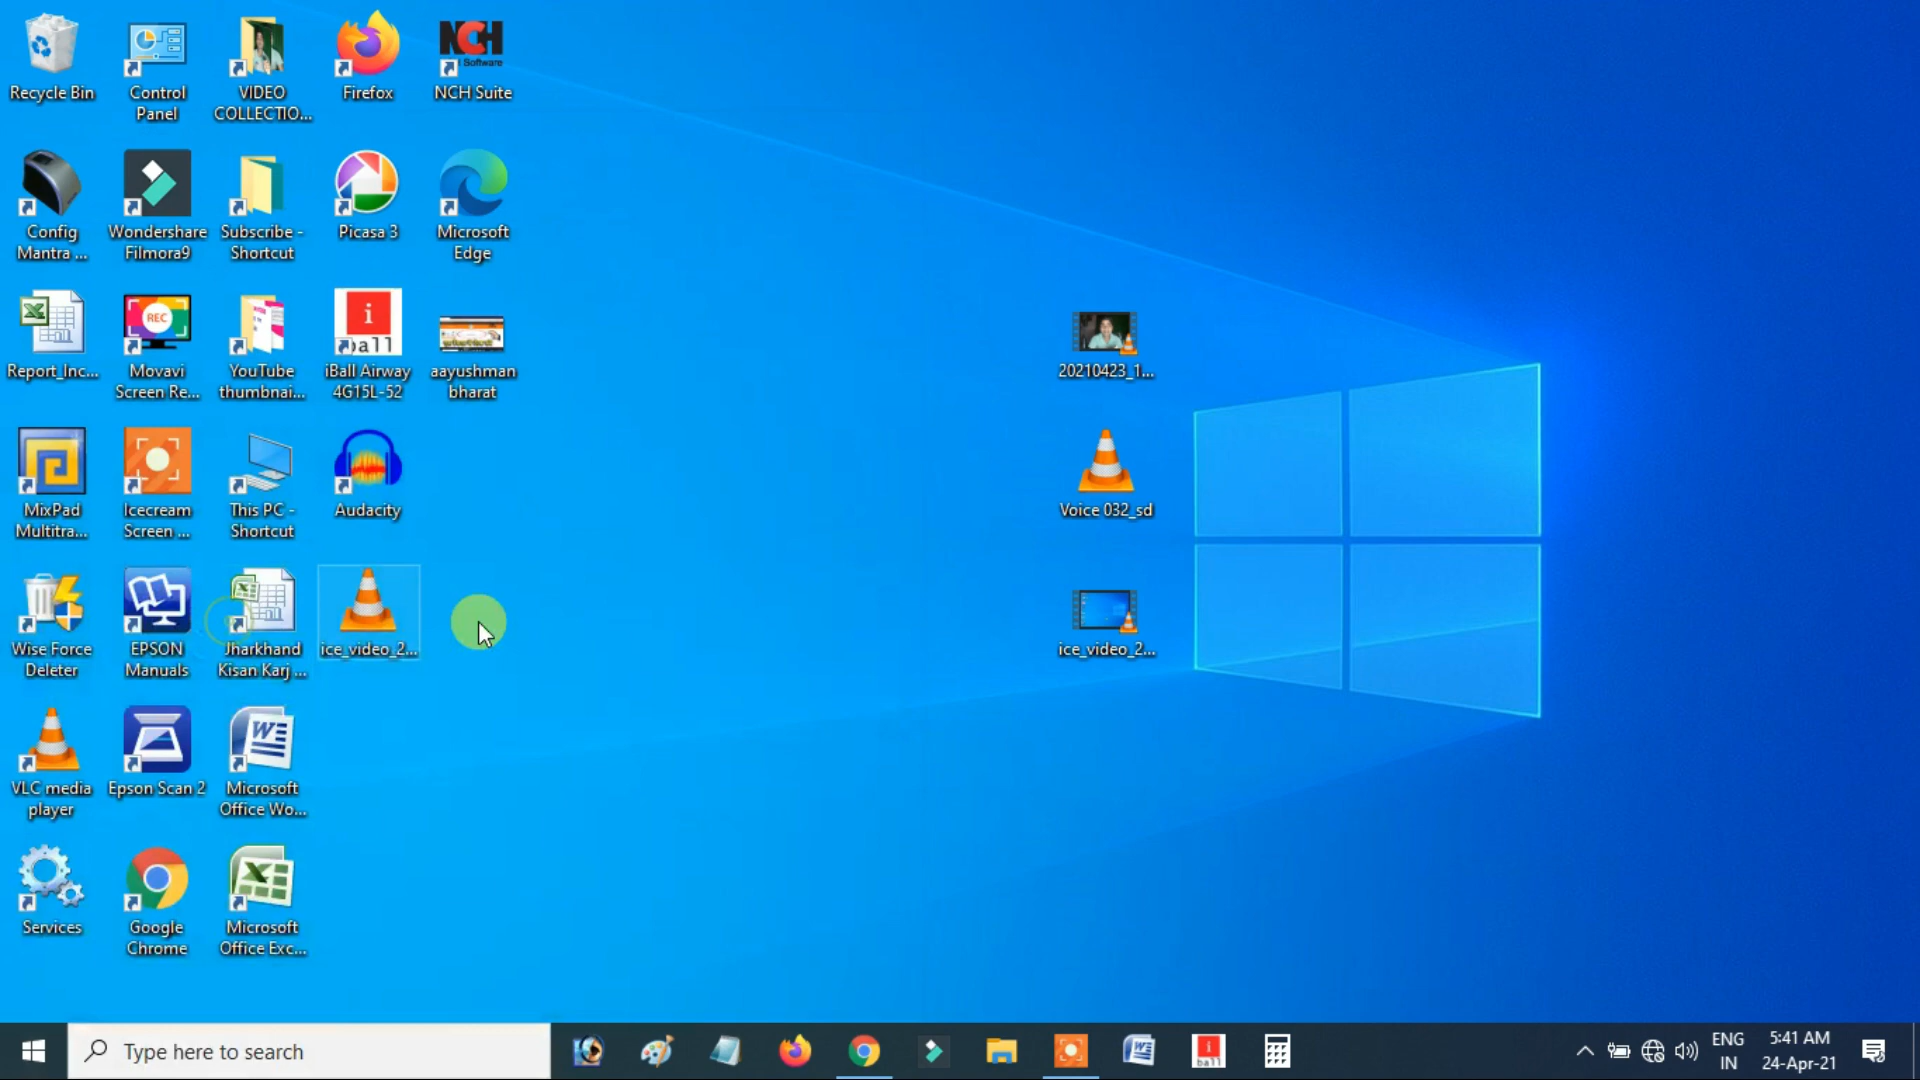 Recycle Bin
Control
Panel
VIDEO
COLLECTIO...
Firefox
NCH
Software
NCH Suite
Config
Mantra ...
Wondershare
Filmora9
Subscribe -
Shortcut
Picasa 3
Microsoft
Edge
Report_Inc...
REC
Movavi
Screen Re...
YouTube
thumbnai...
i
ball
iBall Airway
4G15L-52
aayushman
bharat
20210423_1...
MixPad
Multitra...
Icecream
Screen ...
This PC -
Shortcut
Audacity
Voice 032_sd
Wise Force
Deleter
EPSON
Manuals
Jharkhand
Kisan Karj ...
ice_video_2...
ice_video_2...
VLC media
player
Epson Scan 2
W
Microsoft
Office Wo...
Services
Google
Chrome
Microsoft
Office Exc...
Type here to search
W
i
ball
ENG
IN
5:41 AM
24-Apr-21